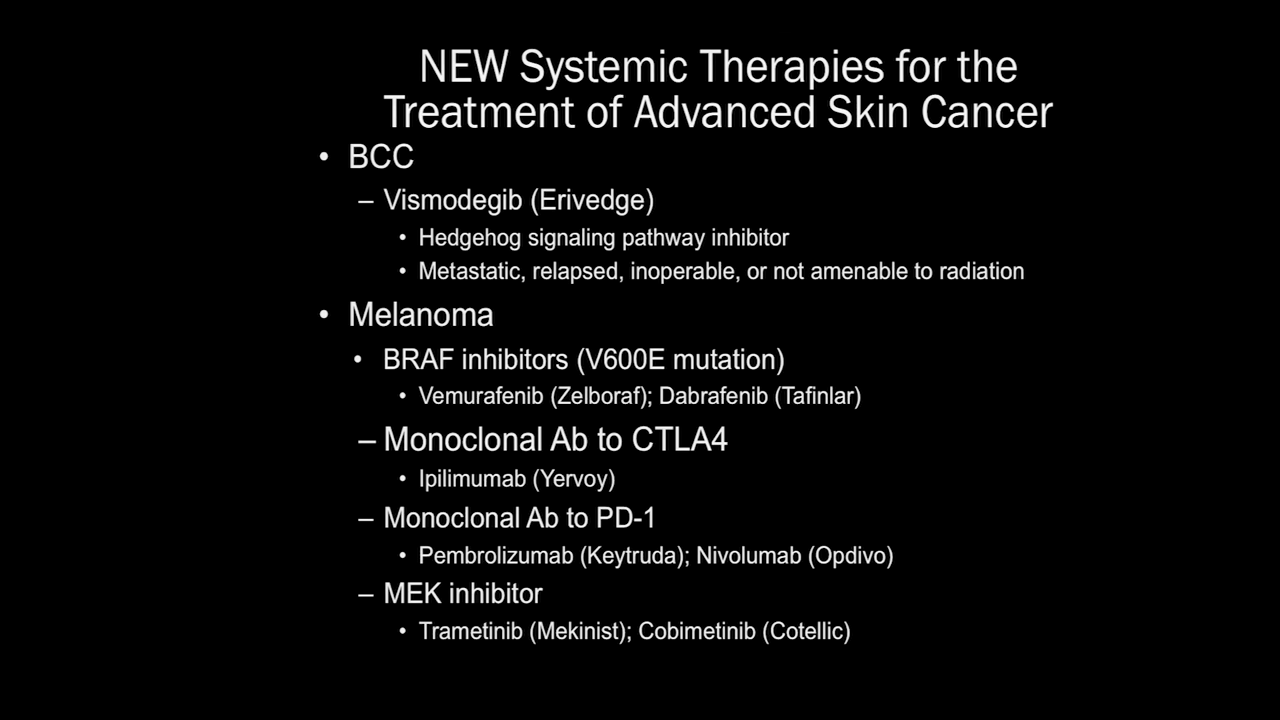 NEW Systemic Therapies for the
Treatment of Advanced Skin Cancer
• BCC
– Vismodegib (Erivedge)
• Hedgehog signaling pathway inhibitor
• Metastatic, relapsed, inoperable, or not amenable to radiation
• Melanoma
• BRAF inhibitors (V600E mutation)
• Vemurafenib (Zelboraf); Dabrafenib (Tafinlar)
– Monoclonal Ab to CTLA4
• Ipilimumab (Yervoy)
– Monoclonal Ab to PD-1
• Pembrolizumab (Keytruda); Nivolumab (Opdivo)
– MEK inhibitor
• Trametinib (Mekinist); Cobimetinib (Cotellic)